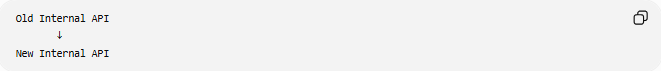 Old Internal API
↓
New Internal API